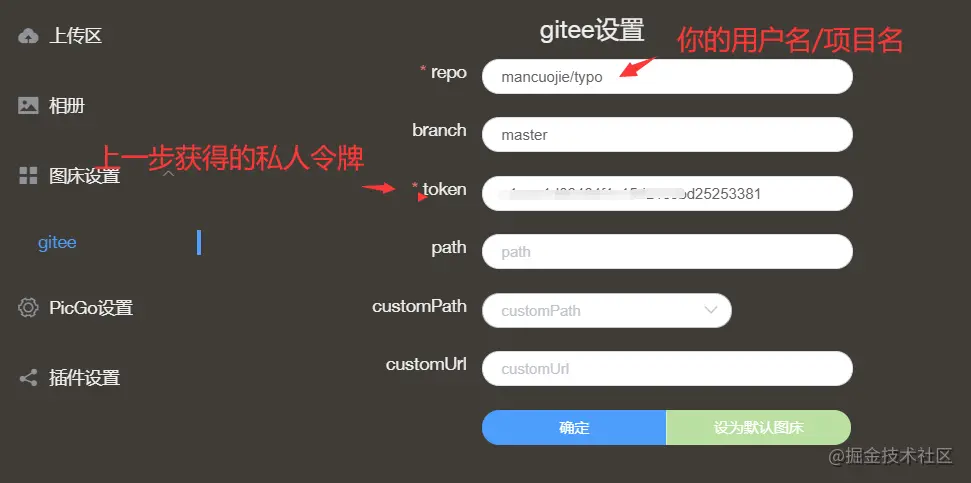 gitee设置
你的用户名/项目名
上传区
* repo
mancuojie/typo
相册
branch
master
上一步获得的私人令牌
图床设置
* token
bd25253381
gitee
path
path
PicGo设置
customPath
customPath
插件设置
customUrl
customUrl
确定
设为默认图床
@掘金技术社区